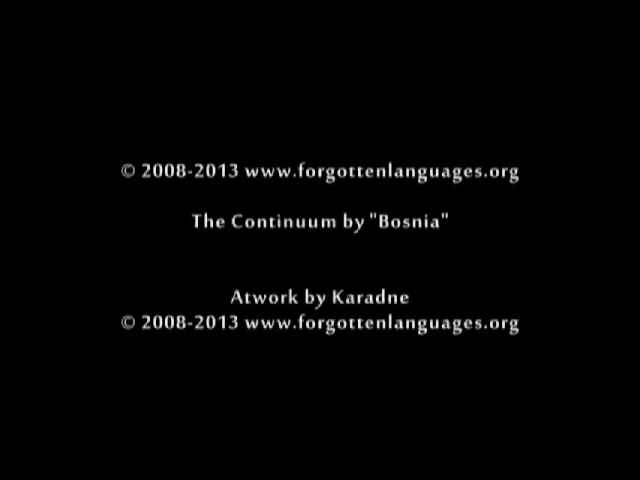 © 2008-2013 www.forgottenlanguages.org
The Continuum by "Bosnia"
Atwork by Karadne
© 2008-2013 www.forgottenlanguages.org